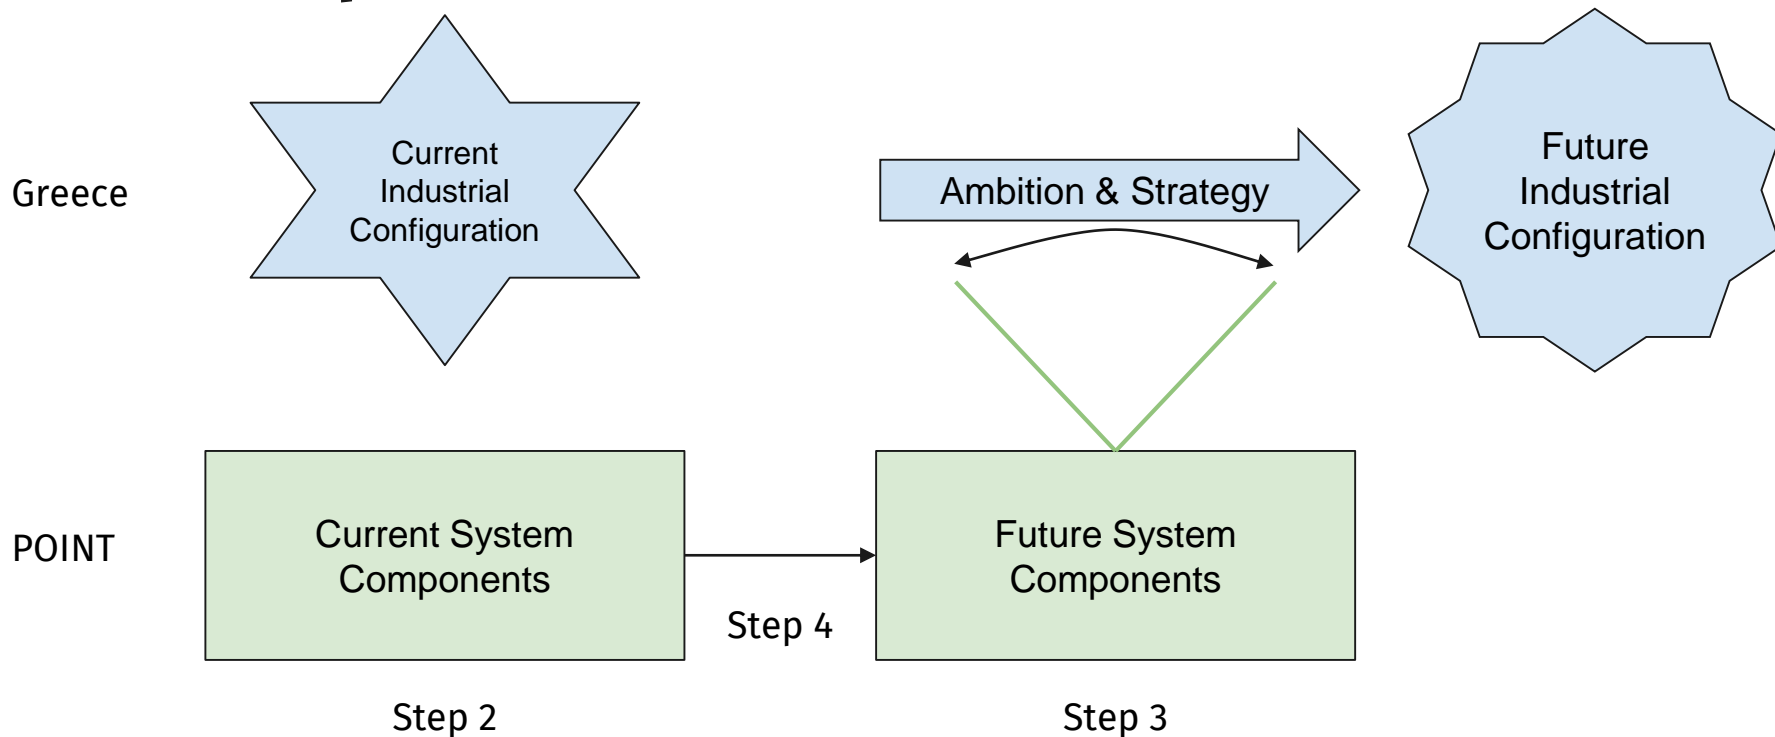 Greece
Current
Industrial
Configuration
Ambition & Strategy
Future
Industrial
Configuration
POINT
Current System
Components
Step 4
Future System
Components
Step 2
Step 3